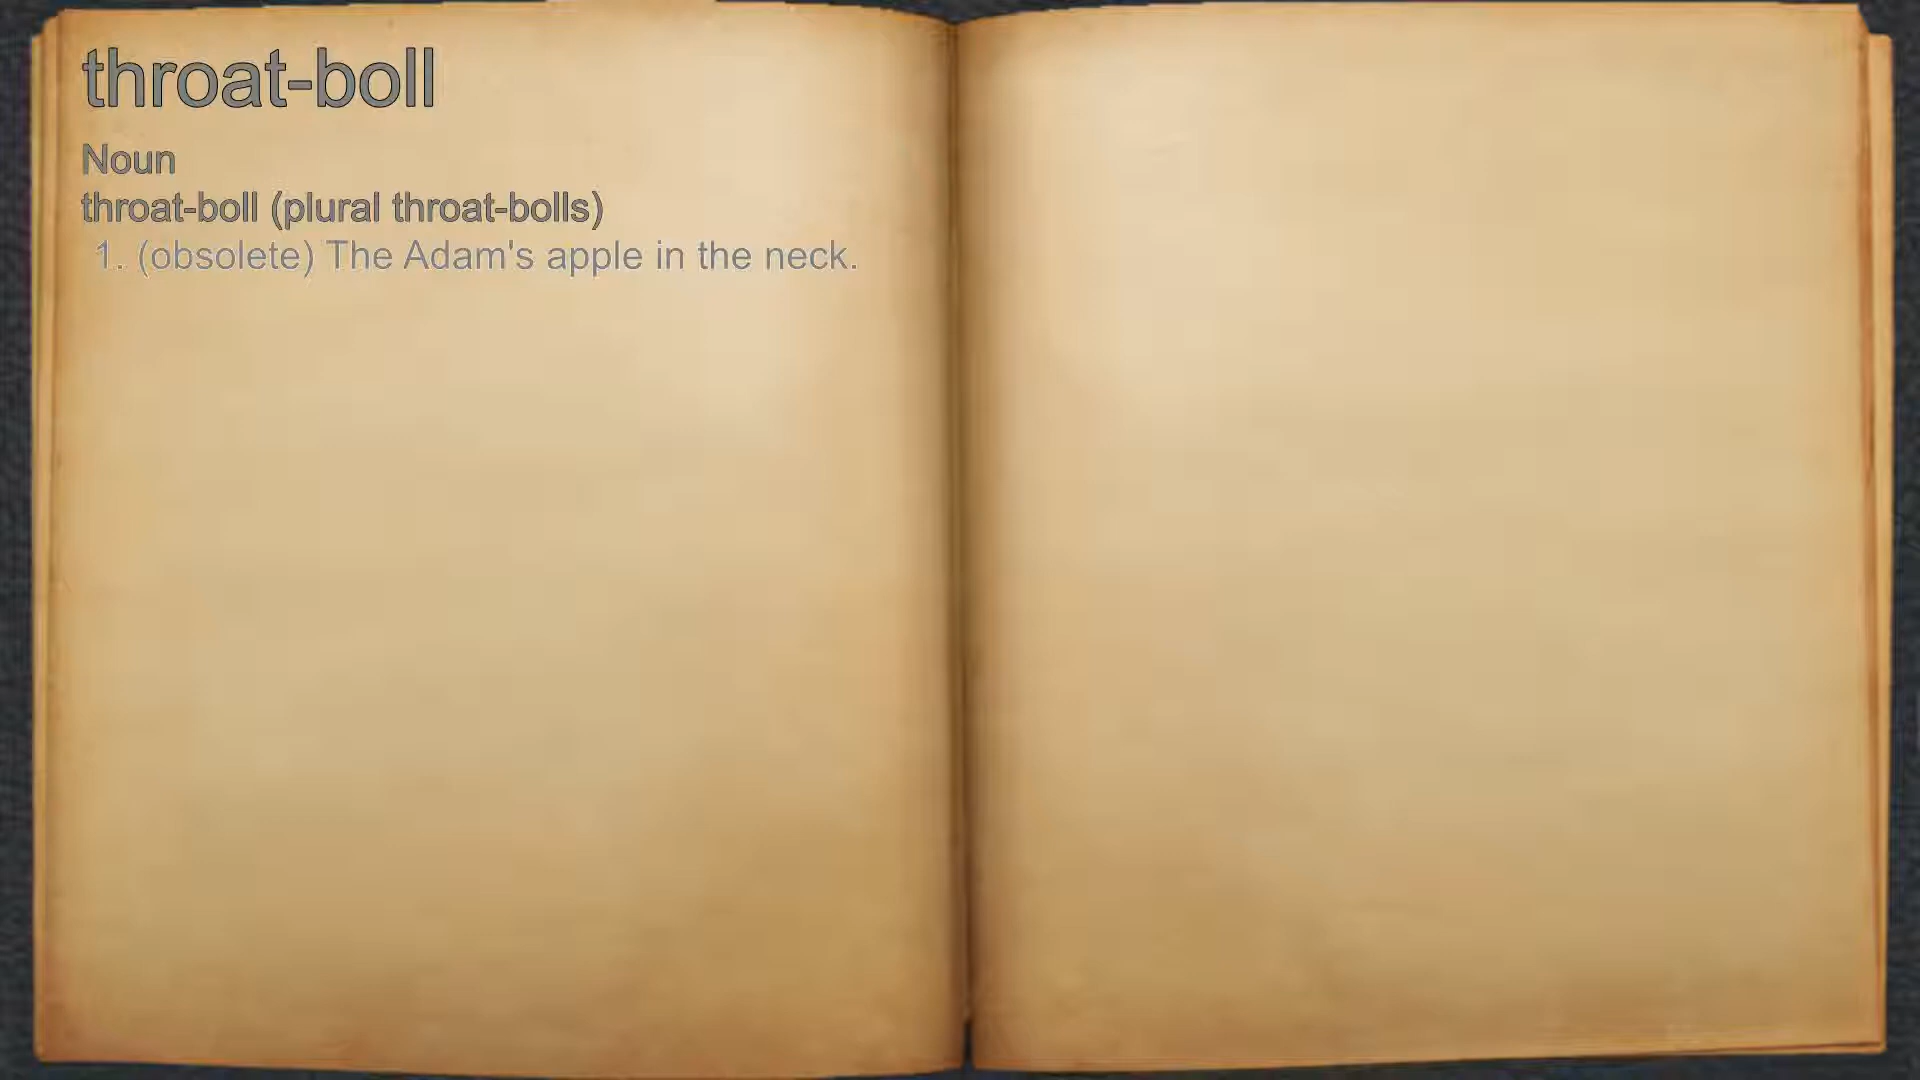 throat-boll
Noun
throat-boll (plural throat-bolls)
1. (obsolete) The Adam's apple in the neck.